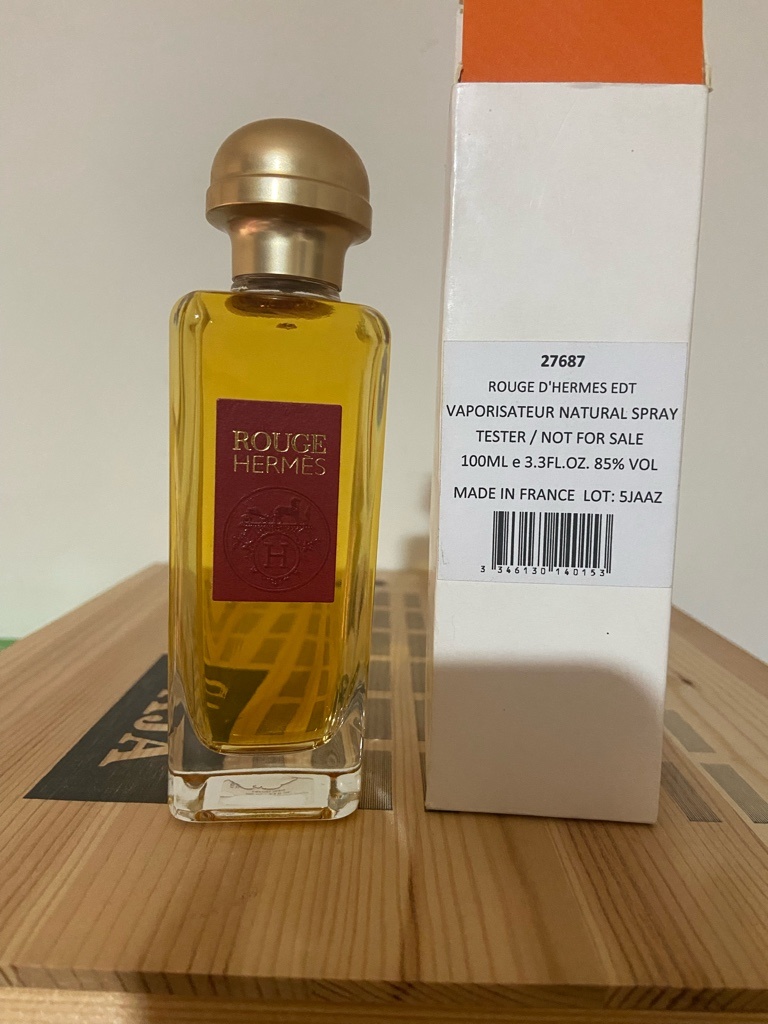 ROUGE
HERMÈS
H
27687
ROUGE D'HERMES EDT
VAPORISATEUR NATURAL SPRAY
TESTER / NOT FOR SALE
100ML e 3.3FL.OZ. 85% VOL
MADE IN FRANCE LOT: 5JAAZ
3 346130 140153